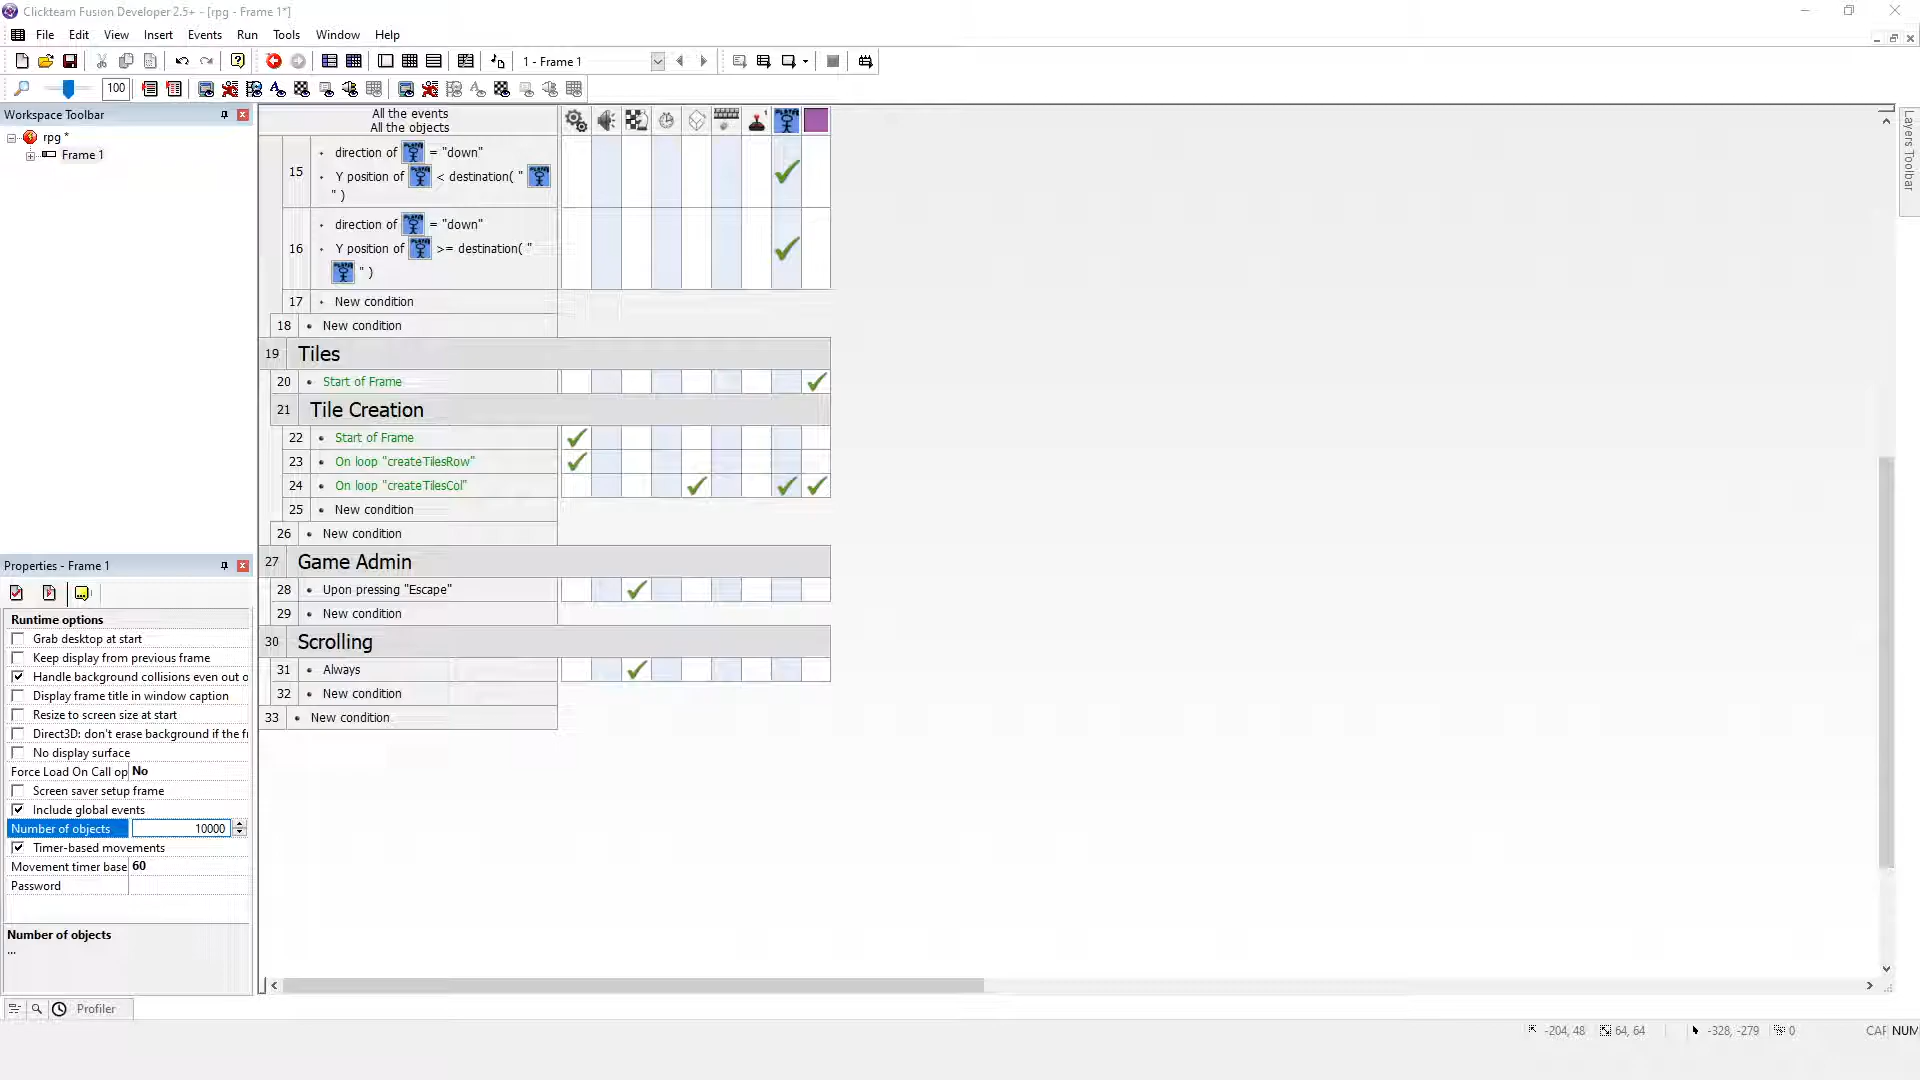 Clickteam Fusion Developer 2.5+ - [rpg - Frame 1*]
File Edit View Insert Events Run Tools Window Help
1 - Frame 1
100
Workspace Toolbar
rpg *
Frame 1
All the events
All the objects
15
direction of = "down"
Y position of < destination( "
" )
16
direction of = "down"
Y position of >= destination( "
" )
17 New condition
18 New condition
19 Tiles
20 Start of Frame
21 Tile Creation
22 Start of Frame
23 On loop "createTilesRow"
24 On loop "createTilesCol"
25 New condition
26 New condition
27 Game Admin
28 Upon pressing "Escape"
29 New condition
30 Scrolling
31 Always
32 New condition
33 New condition
Layers Toolbar
Properties - Frame 1
Runtime options
Grab desktop at start
Keep display from previous frame
Handle background collisions even out o
Display frame title in window caption
Resize to screen size at start
Direct3D: don't erase background if the fr
No display surface
Force Load On Call op No
Screen saver setup frame
Include global events
Number of objects 10000
Timer-based movements
Movement timer base 60
Password
Number of objects
...
Profiler
-204, 48 64, 64 -328, -279 0 CAF NUM